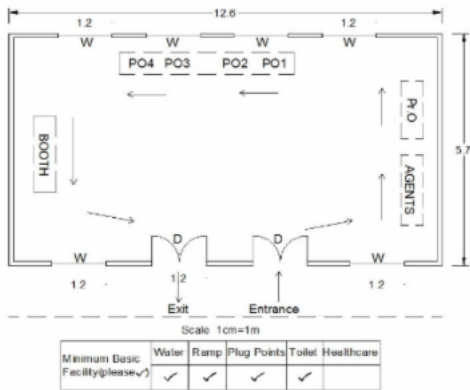 12.6
1.2 1.2
W W W W
PO4 PO3 PO2 PO1
Pr.O
BOOTH
5.7
AGENTS
D D
W W
1.2 1.2 1.2
Exit Entrance
Scale 1cm=1m
Minimum Basic Facility(please✓) Water Ramp Plug Points Toilet Healthcare
✓ ✓ ✓ ✓